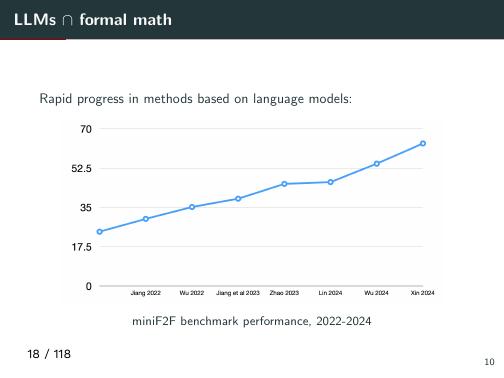 LLMs ∩ formal math
Rapid progress in methods based on language models:
70
52.5
35
17.5
0
Jiang 2022 Wu 2022 Jiang et al 2023 Zhao 2023 Lin 2024 Wu 2024 Xin 2024
miniF2F benchmark performance, 2022-2024
18 / 118
10